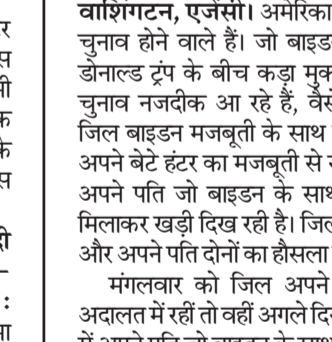 वाशिंगटन, एजेंसी। अमेरिका
चुनाव होने वाले हैं। जो बाइड
डोनाल्ड ट्रंप के बीच कड़ा मुक
चुनाव नजदीक आ रहे हैं, वैसे
जिल बाइडन मजबूती के साथ
अपने बेटे हंटर का मजबूती से
अपने पति जो बाइडन के साथ
मिलाकर खड़ी दिख रही है। जिल
और अपने पति दोनों का हौसला
मंगलवार को जिल अपने
अदालत में रहीं तो वहीं अगले दि